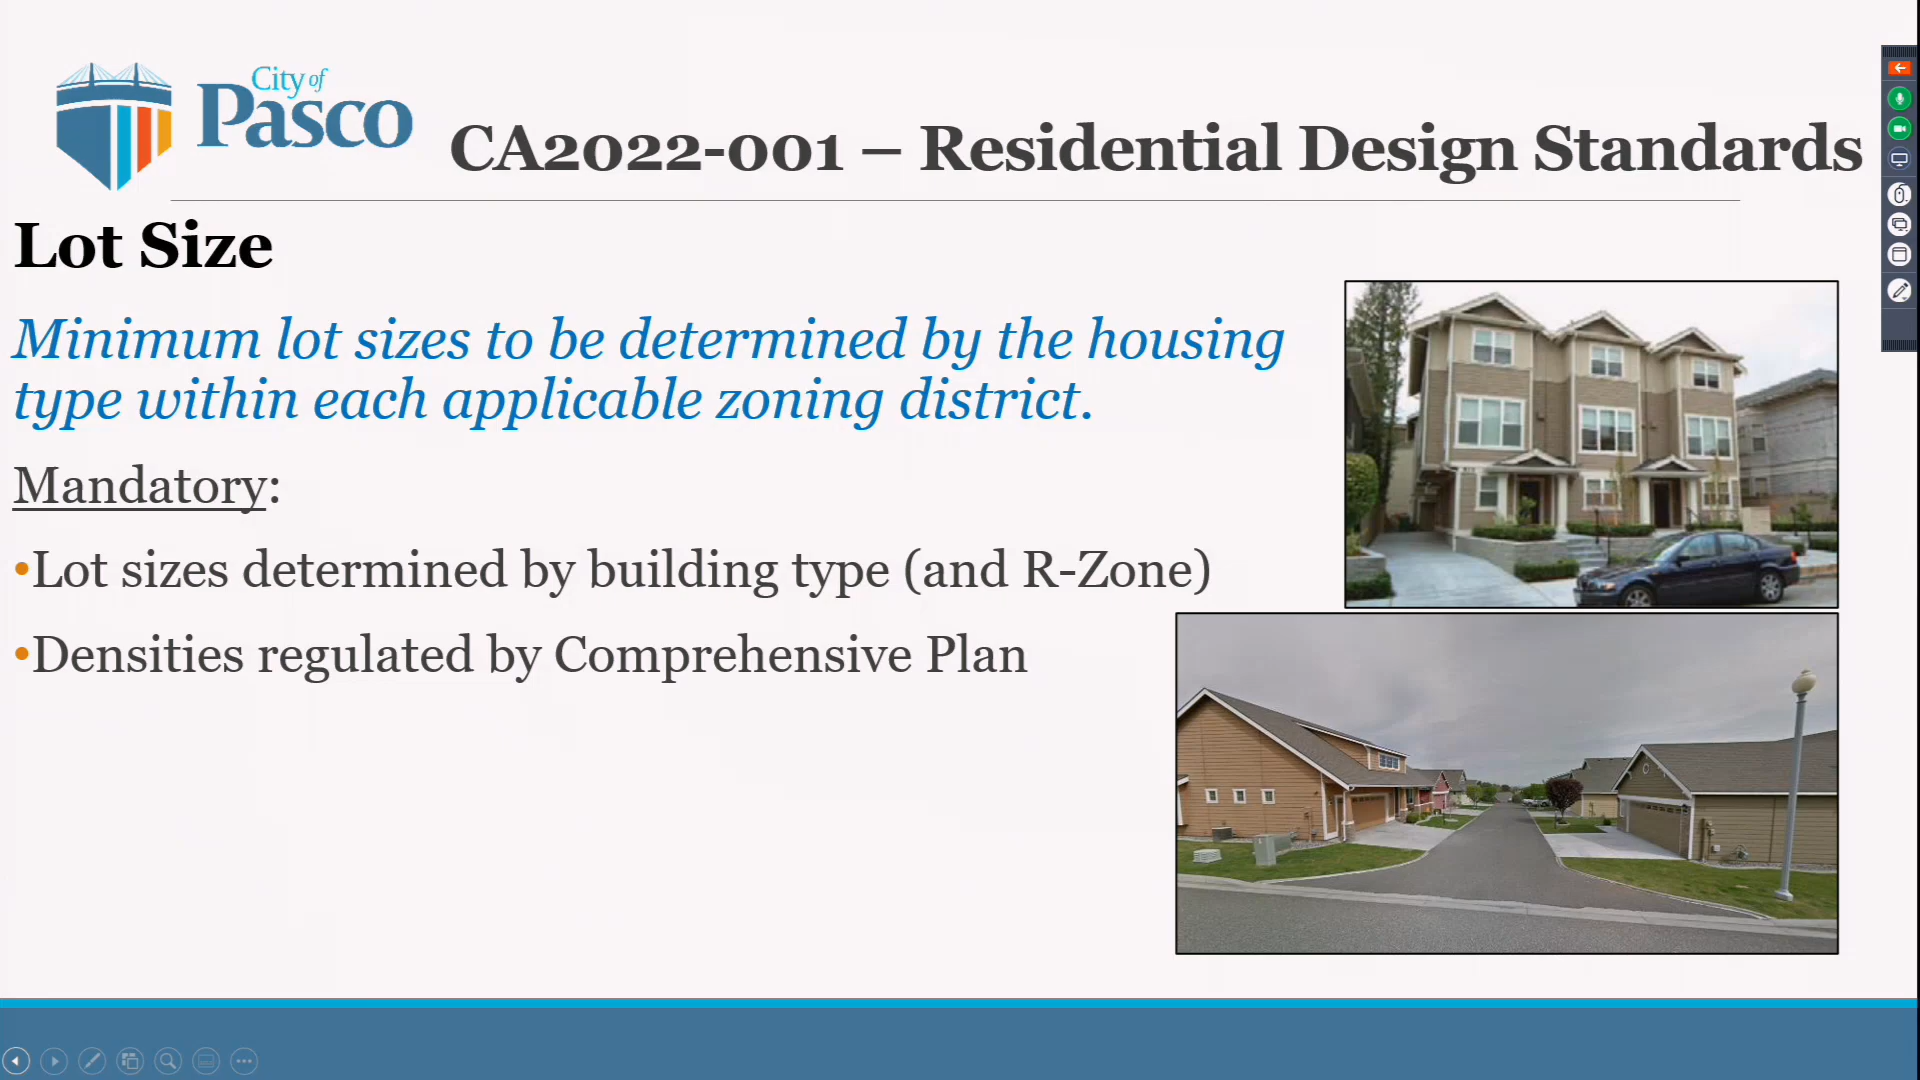 City of
Pasco
CA2022-001 – Residential Design Standards
Lot Size
Minimum lot sizes to be determined by the housing
type within each applicable zoning district.
Mandatory:
•Lot sizes determined by building type (and R-Zone)
•Densities regulated by Comprehensive Plan